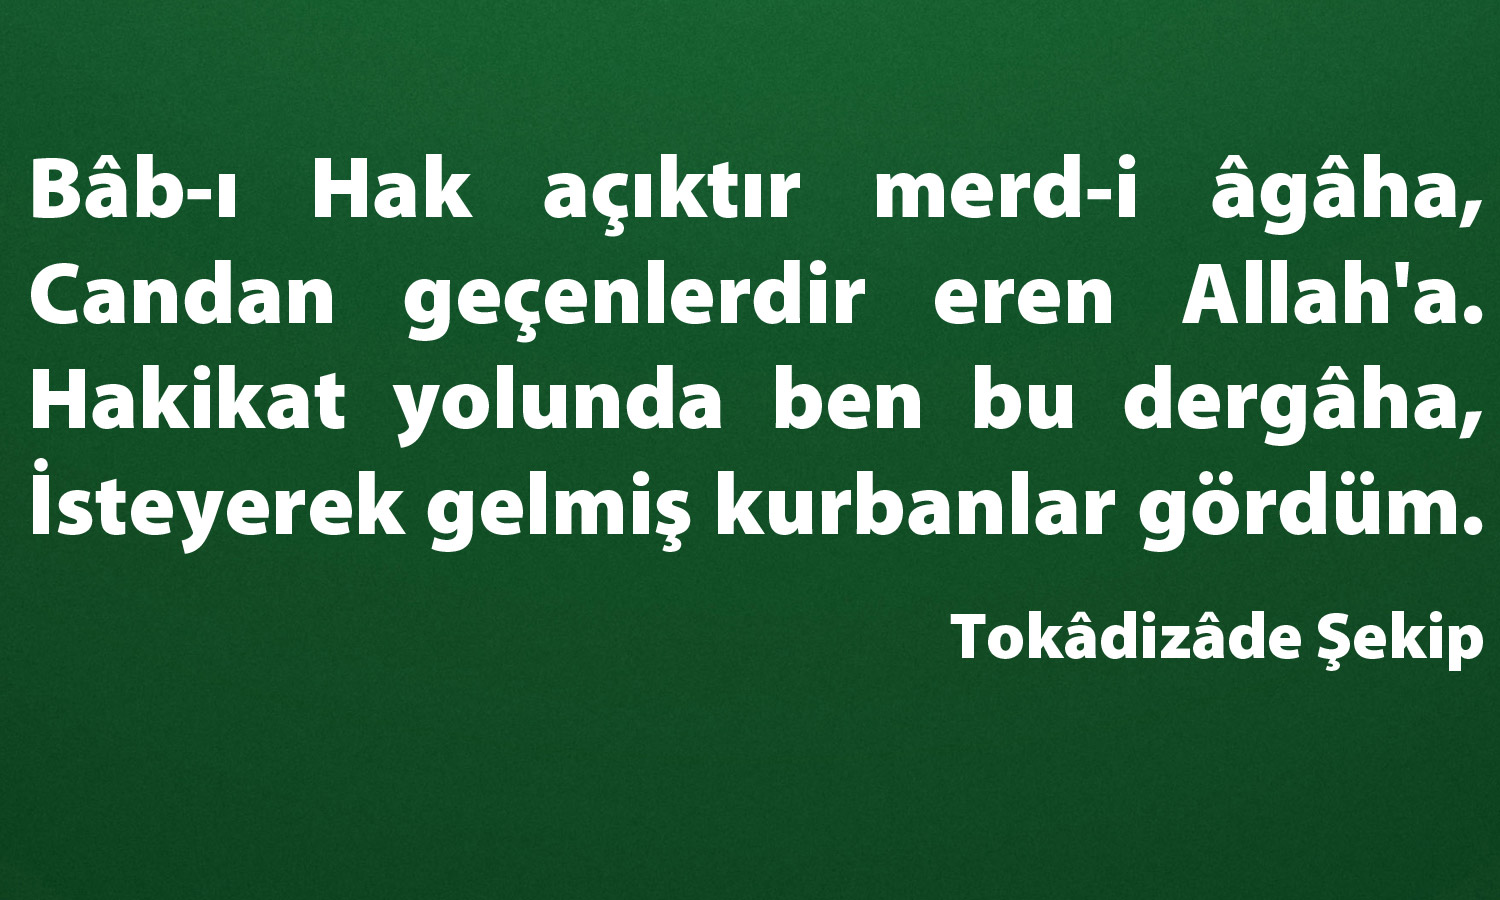 Bâb-ı Hak açıktır merd-i âgâha,
Candan geçenlerdir eren Allah'a.
Hakikat yolunda ben bu dergâha,
İsteyerek gelmiş kurbanlar gördüm.
Tokâdizâde Şekip